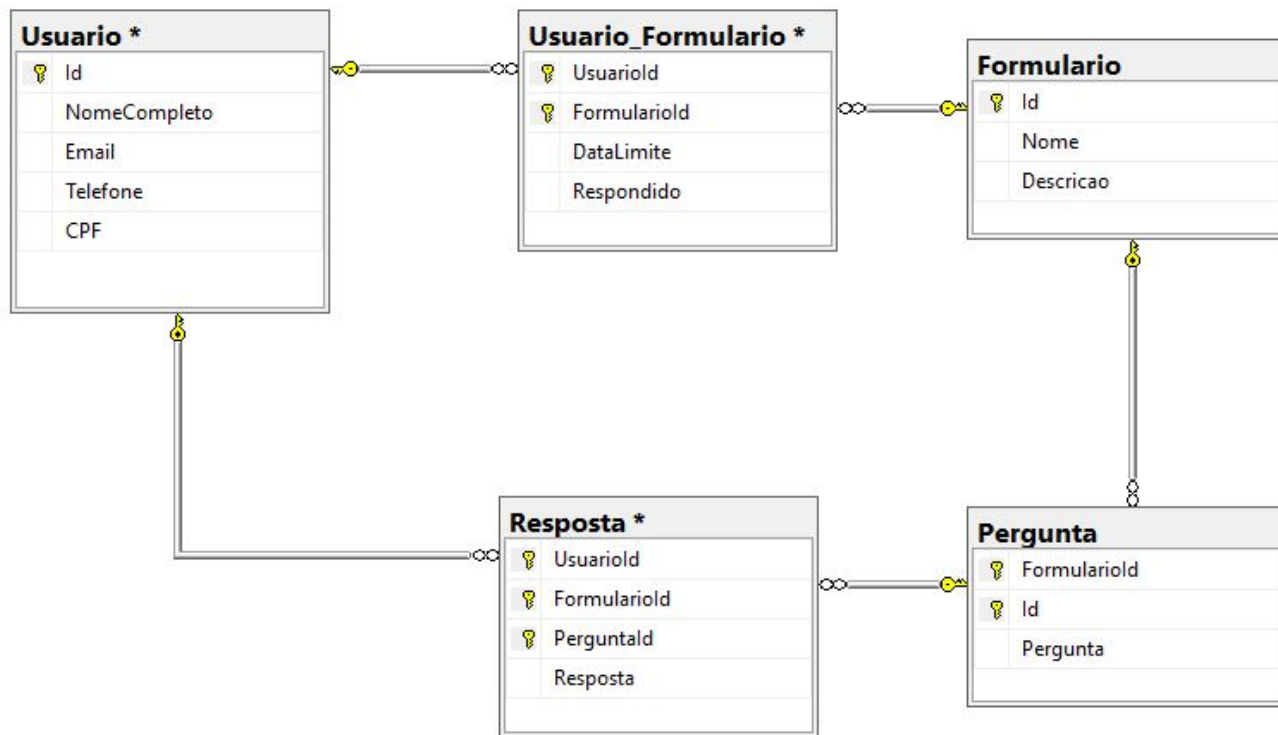 Usuario *
Id
NomeCompleto
Email
Telefone
CPF
Usuario_Formulario *
UsuarioId
FormularioId
DataLimite
Respondido
Formulario
Id
Nome
Descricao
Resposta *
UsuarioId
FormularioId
PerguntaId
Resposta
Pergunta
FormularioId
Id
Pergunta